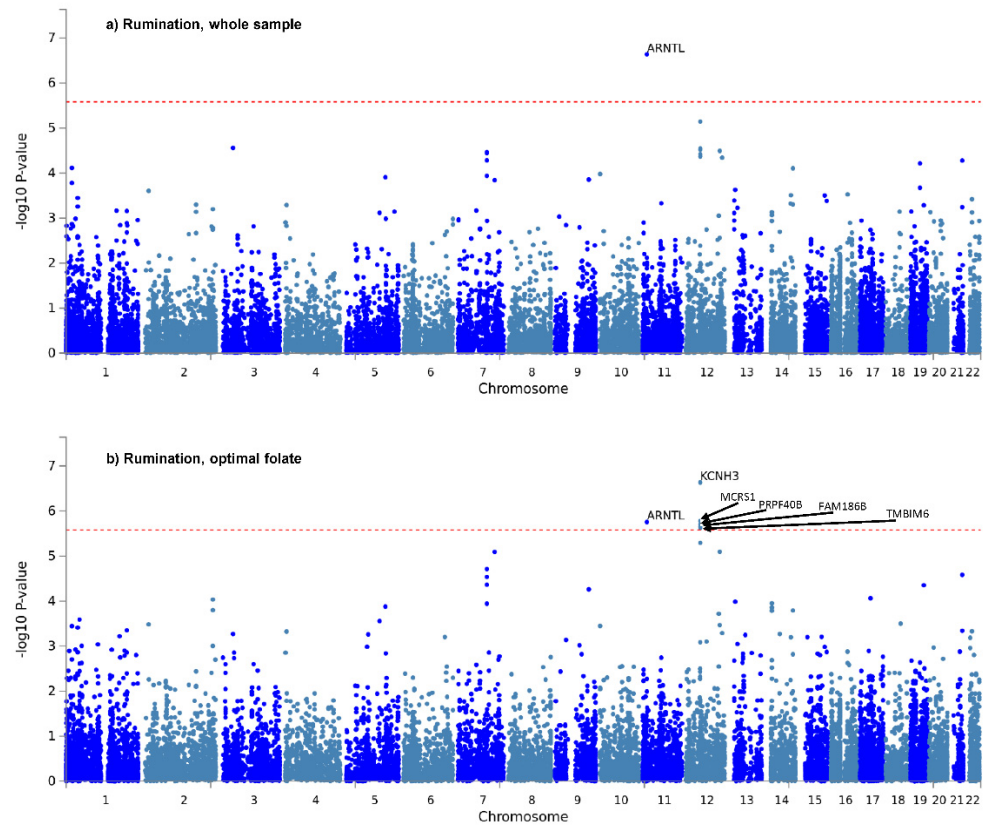 a) Rumination, whole sample
ARNTL
7
6
5
4
3
2
1
0
-log10 P-value
1 2 3 4 5 6 7 8 9 10 11 12 13 14 15 16 17 18 19 20 21 22
Chromosome
b) Rumination, optimal folate
KCNH3
MCRS1
PRPF40B
FAM186B
TMBIM6
ARNTL
7
6
5
4
3
2
1
0
-log10 P-value
1 2 3 4 5 6 7 8 9 10 11 12 13 14 15 16 17 18 19 20 21 22
Chromosome